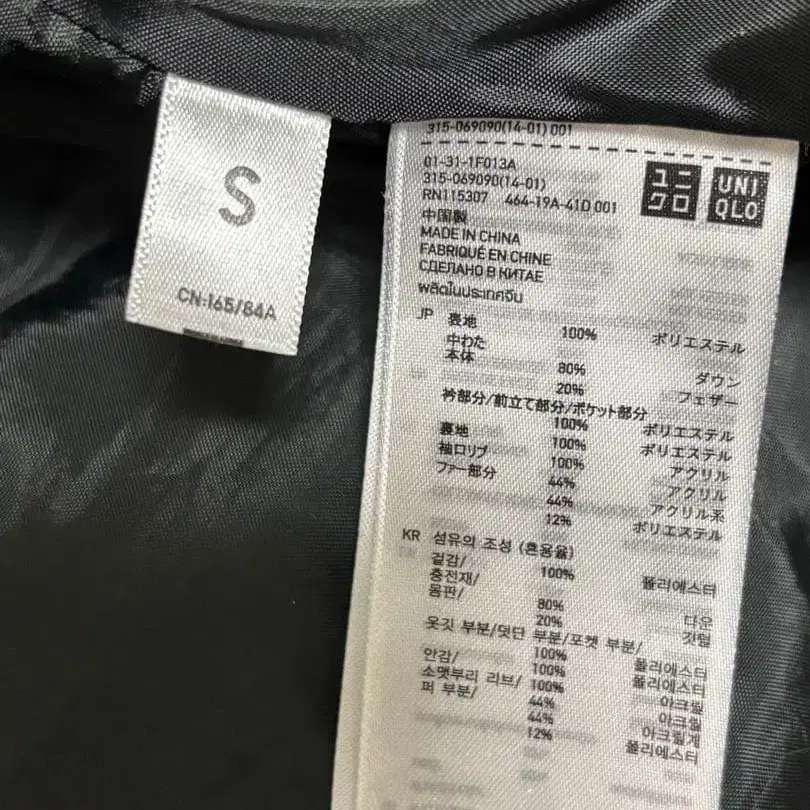 S
CN:165/84A
315-069090(14-01) 001
01-31-1F013A
315-069090(14-01)
RN115307 464-19A-41D 001
ユニクロ
UNIQLO
中国製
MADE IN CHINA
FABRIQUÉ EN CHINE
СДЕЛАНО В КИТАЕ
ผลิตในประเทศจีน
JP 表地 100% ポリエステル
中わた
本体 80% ダウン
20% フェザー
衿部分/前立て部分/ポケット部分
100% ポリエステル
裏地 100% ポリエステル
袖口リブ 100% アクリル
ファー部分 44% アクリル
44% アクリル系
12% ポリエステル
KR 섬유의 조성 (혼용율)
겉감/ 100% 폴리에스터
충전재/
몸판/ 80% 다운
20% 깃털
옷깃 부분/덧단 부분/포켓 부분/
100% 폴리에스터
안감/ 100% 폴리에스터
소맷부리 리브/ 100% 아크릴
퍼 부분/ 44% 아크릴
44% 아크릴계
12% 폴리에스터